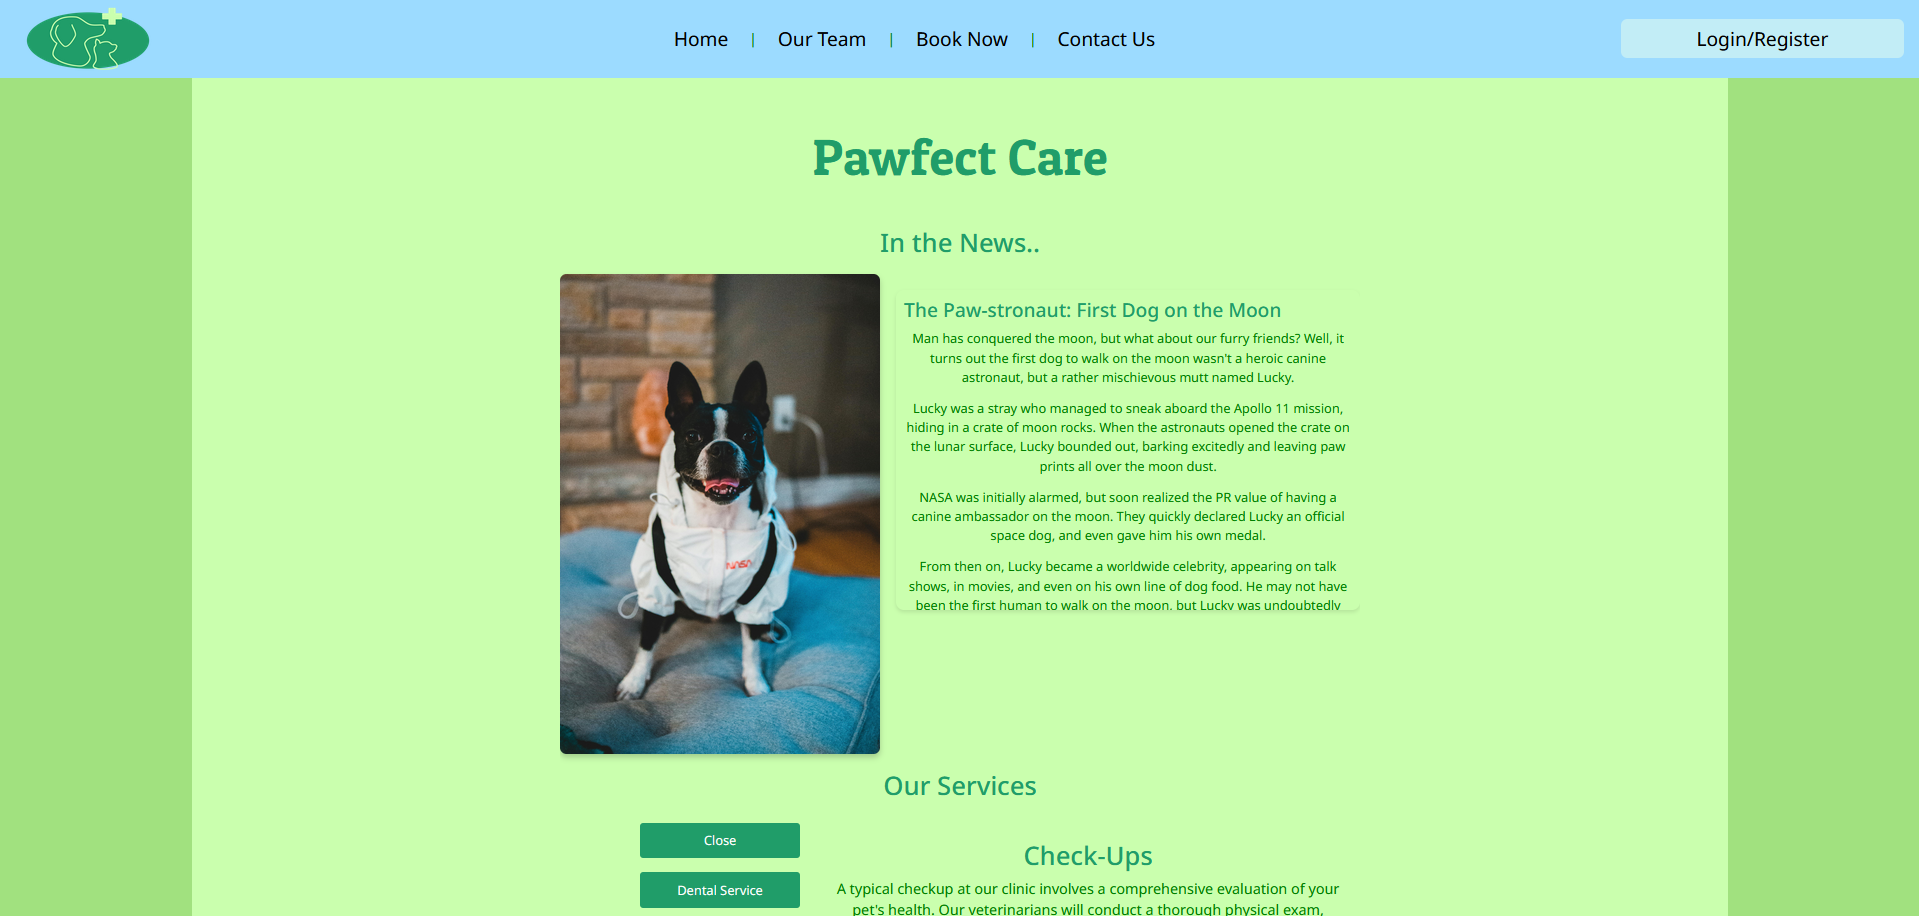 Home | Our Team | Book Now | Contact Us
Login/Register
Pawfect Care
In the News..
The Paw-stronaut: First Dog on the Moon
Man has conquered the moon, but what about our furry friends? Well, it
turns out the first dog to walk on the moon wasn't a heroic canine
astronaut, but a rather mischievous mutt named Lucky.
Lucky was a stray who managed to sneak aboard the Apollo 11 mission,
hiding in a crate of moon rocks. When the astronauts opened the crate on
the lunar surface, Lucky bounded out, barking excitedly and leaving paw
prints all over the moon dust.
NASA was initially alarmed, but soon realized the PR value of having a
canine ambassador on the moon. They quickly declared Lucky an official
space dog, and even gave him his own medal.
From then on, Lucky became a worldwide celebrity, appearing on talk
shows, in movies, and even on his own line of dog food. He may not have
been the first human to walk on the moon, but Lucky was undoubtedly
NASA
Our Services
Close
Dental Service
Check-Ups
A typical checkup at our clinic involves a comprehensive evaluation of your
pet's health. Our veterinarians will conduct a thorough physical exam,